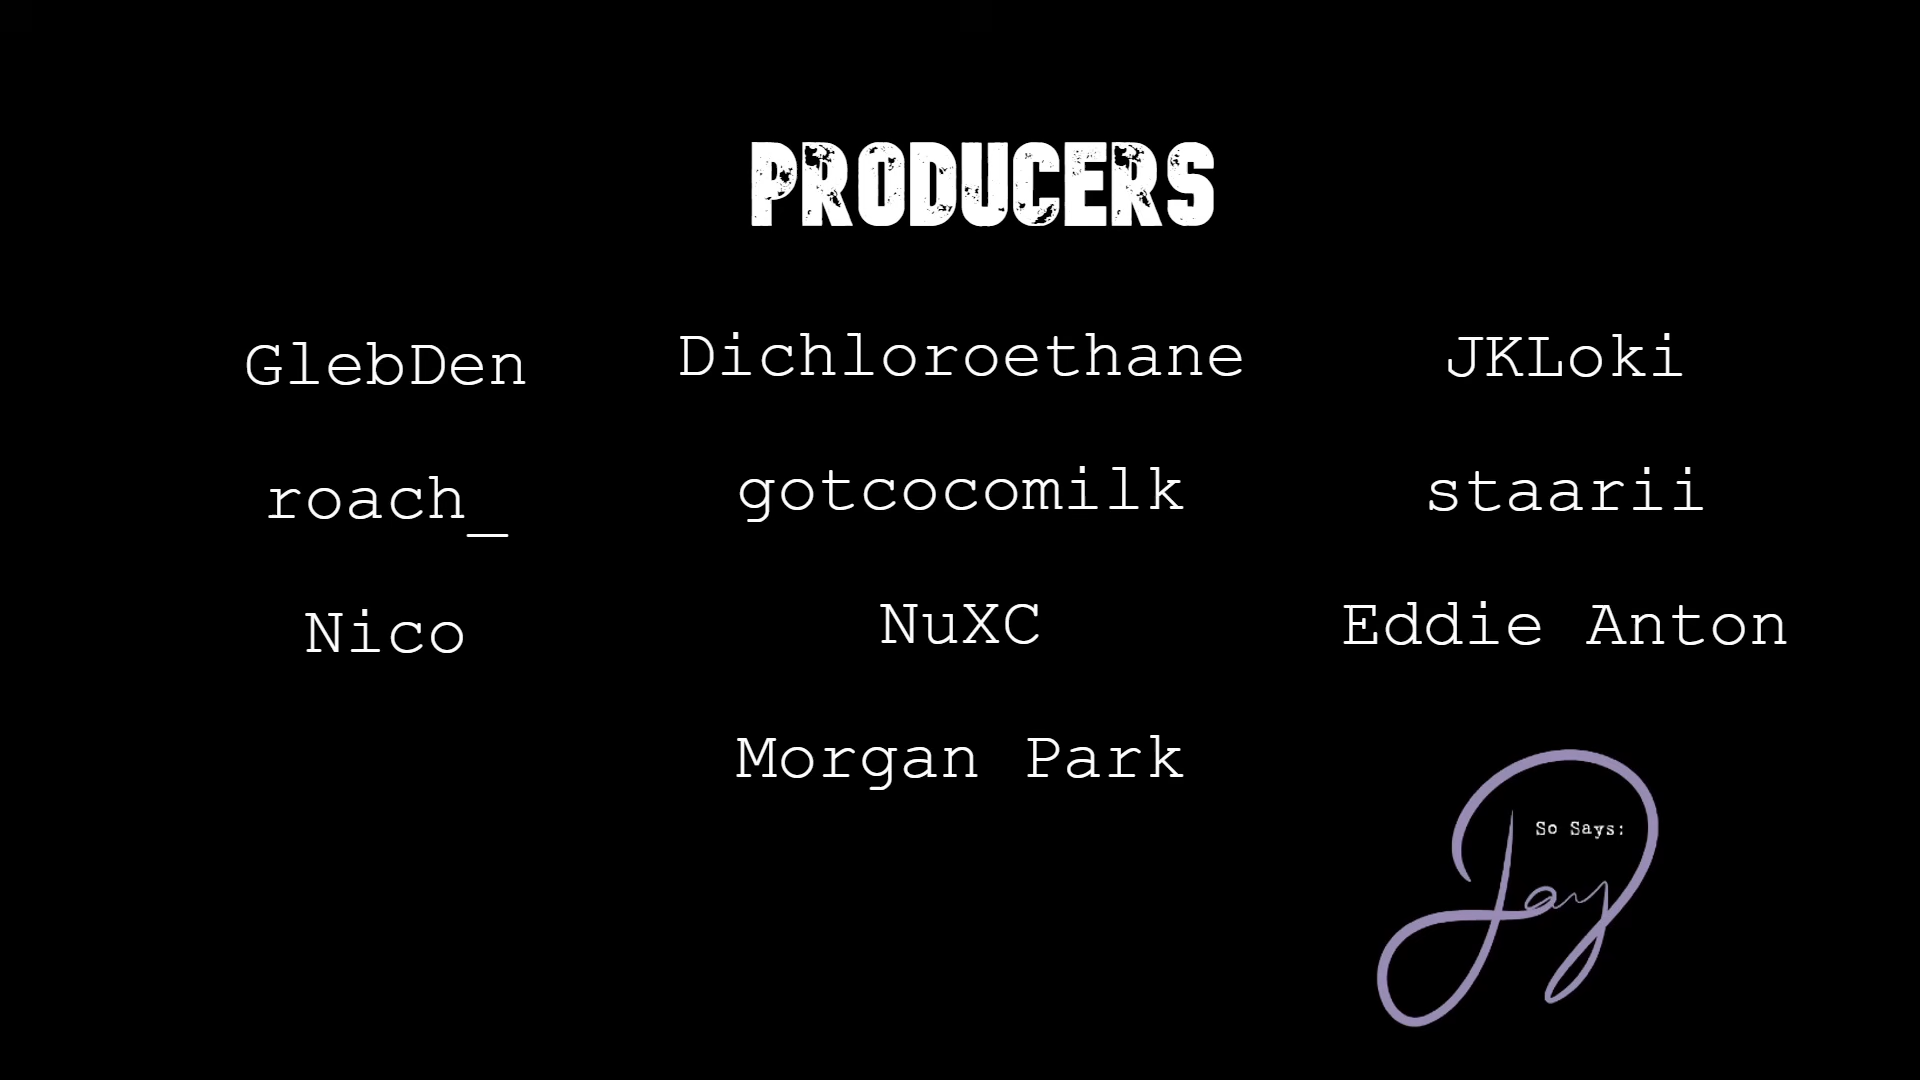 PRODUCERS
GlebDen
Dichloroethane
JKLoki
roach_
gotcocomilk
staarii
Nico
NuXC
Eddie Anton
Morgan Park
So Says:
Jay